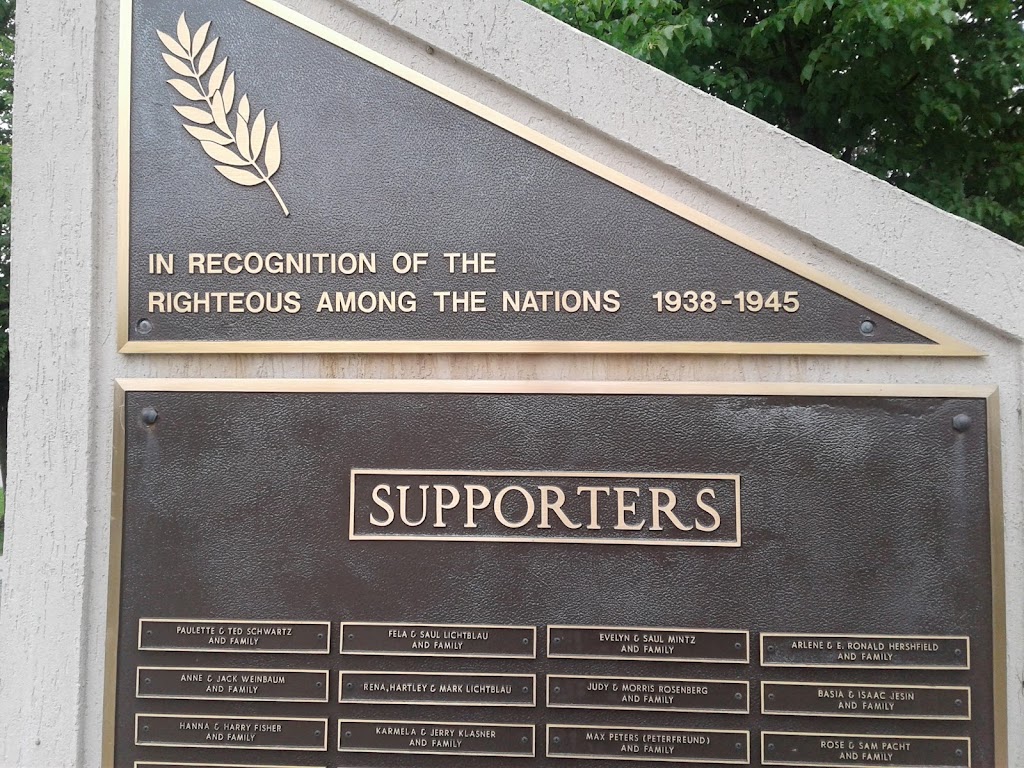 IN RECOGNITION OF THE
RIGHTEOUS AMONG THE NATIONS 1938-1945
SUPPORTERS
PAULETTE & TED SCHWARTZ
AND FAMILY
FELA & SAUL LICHTBLAU
AND FAMILY
EVELYN & SAUL MINTZ
AND FAMILY
ARLENE & E. RONALD HERSHFIELD
AND FAMILY
ANNE & JACK WEINBAUM
AND FAMILY
RENA, HARTLEY & MARK LICHTBLAU
JUDY & MORRIS ROSENBERG
AND FAMILY
BASIA & ISAAC JESIN
AND FAMILY
HANNA & HARRY FISHER
AND FAMILY
KARMELA & JERRY KLASNER
AND FAMILY
MAX PETERS (PETERFREUND)
AND FAMILY
ROSE & SAM PACHT
AND FAMILY